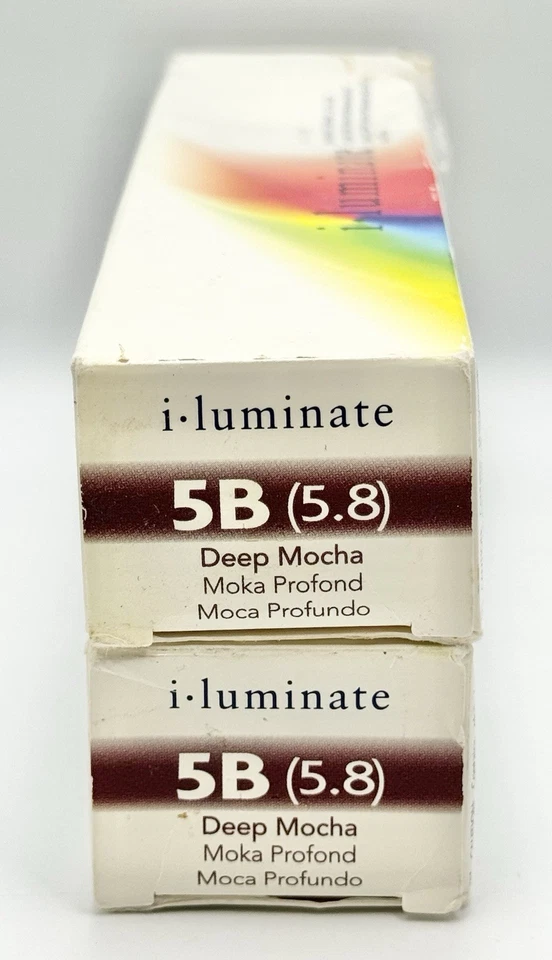 i·luminate
i·luminate
5B (5.8)
Deep Mocha
Moka Profond
Moca Profundo
i·luminate
5B (5.8)
Deep Mocha
Moka Profond
Moca Profundo